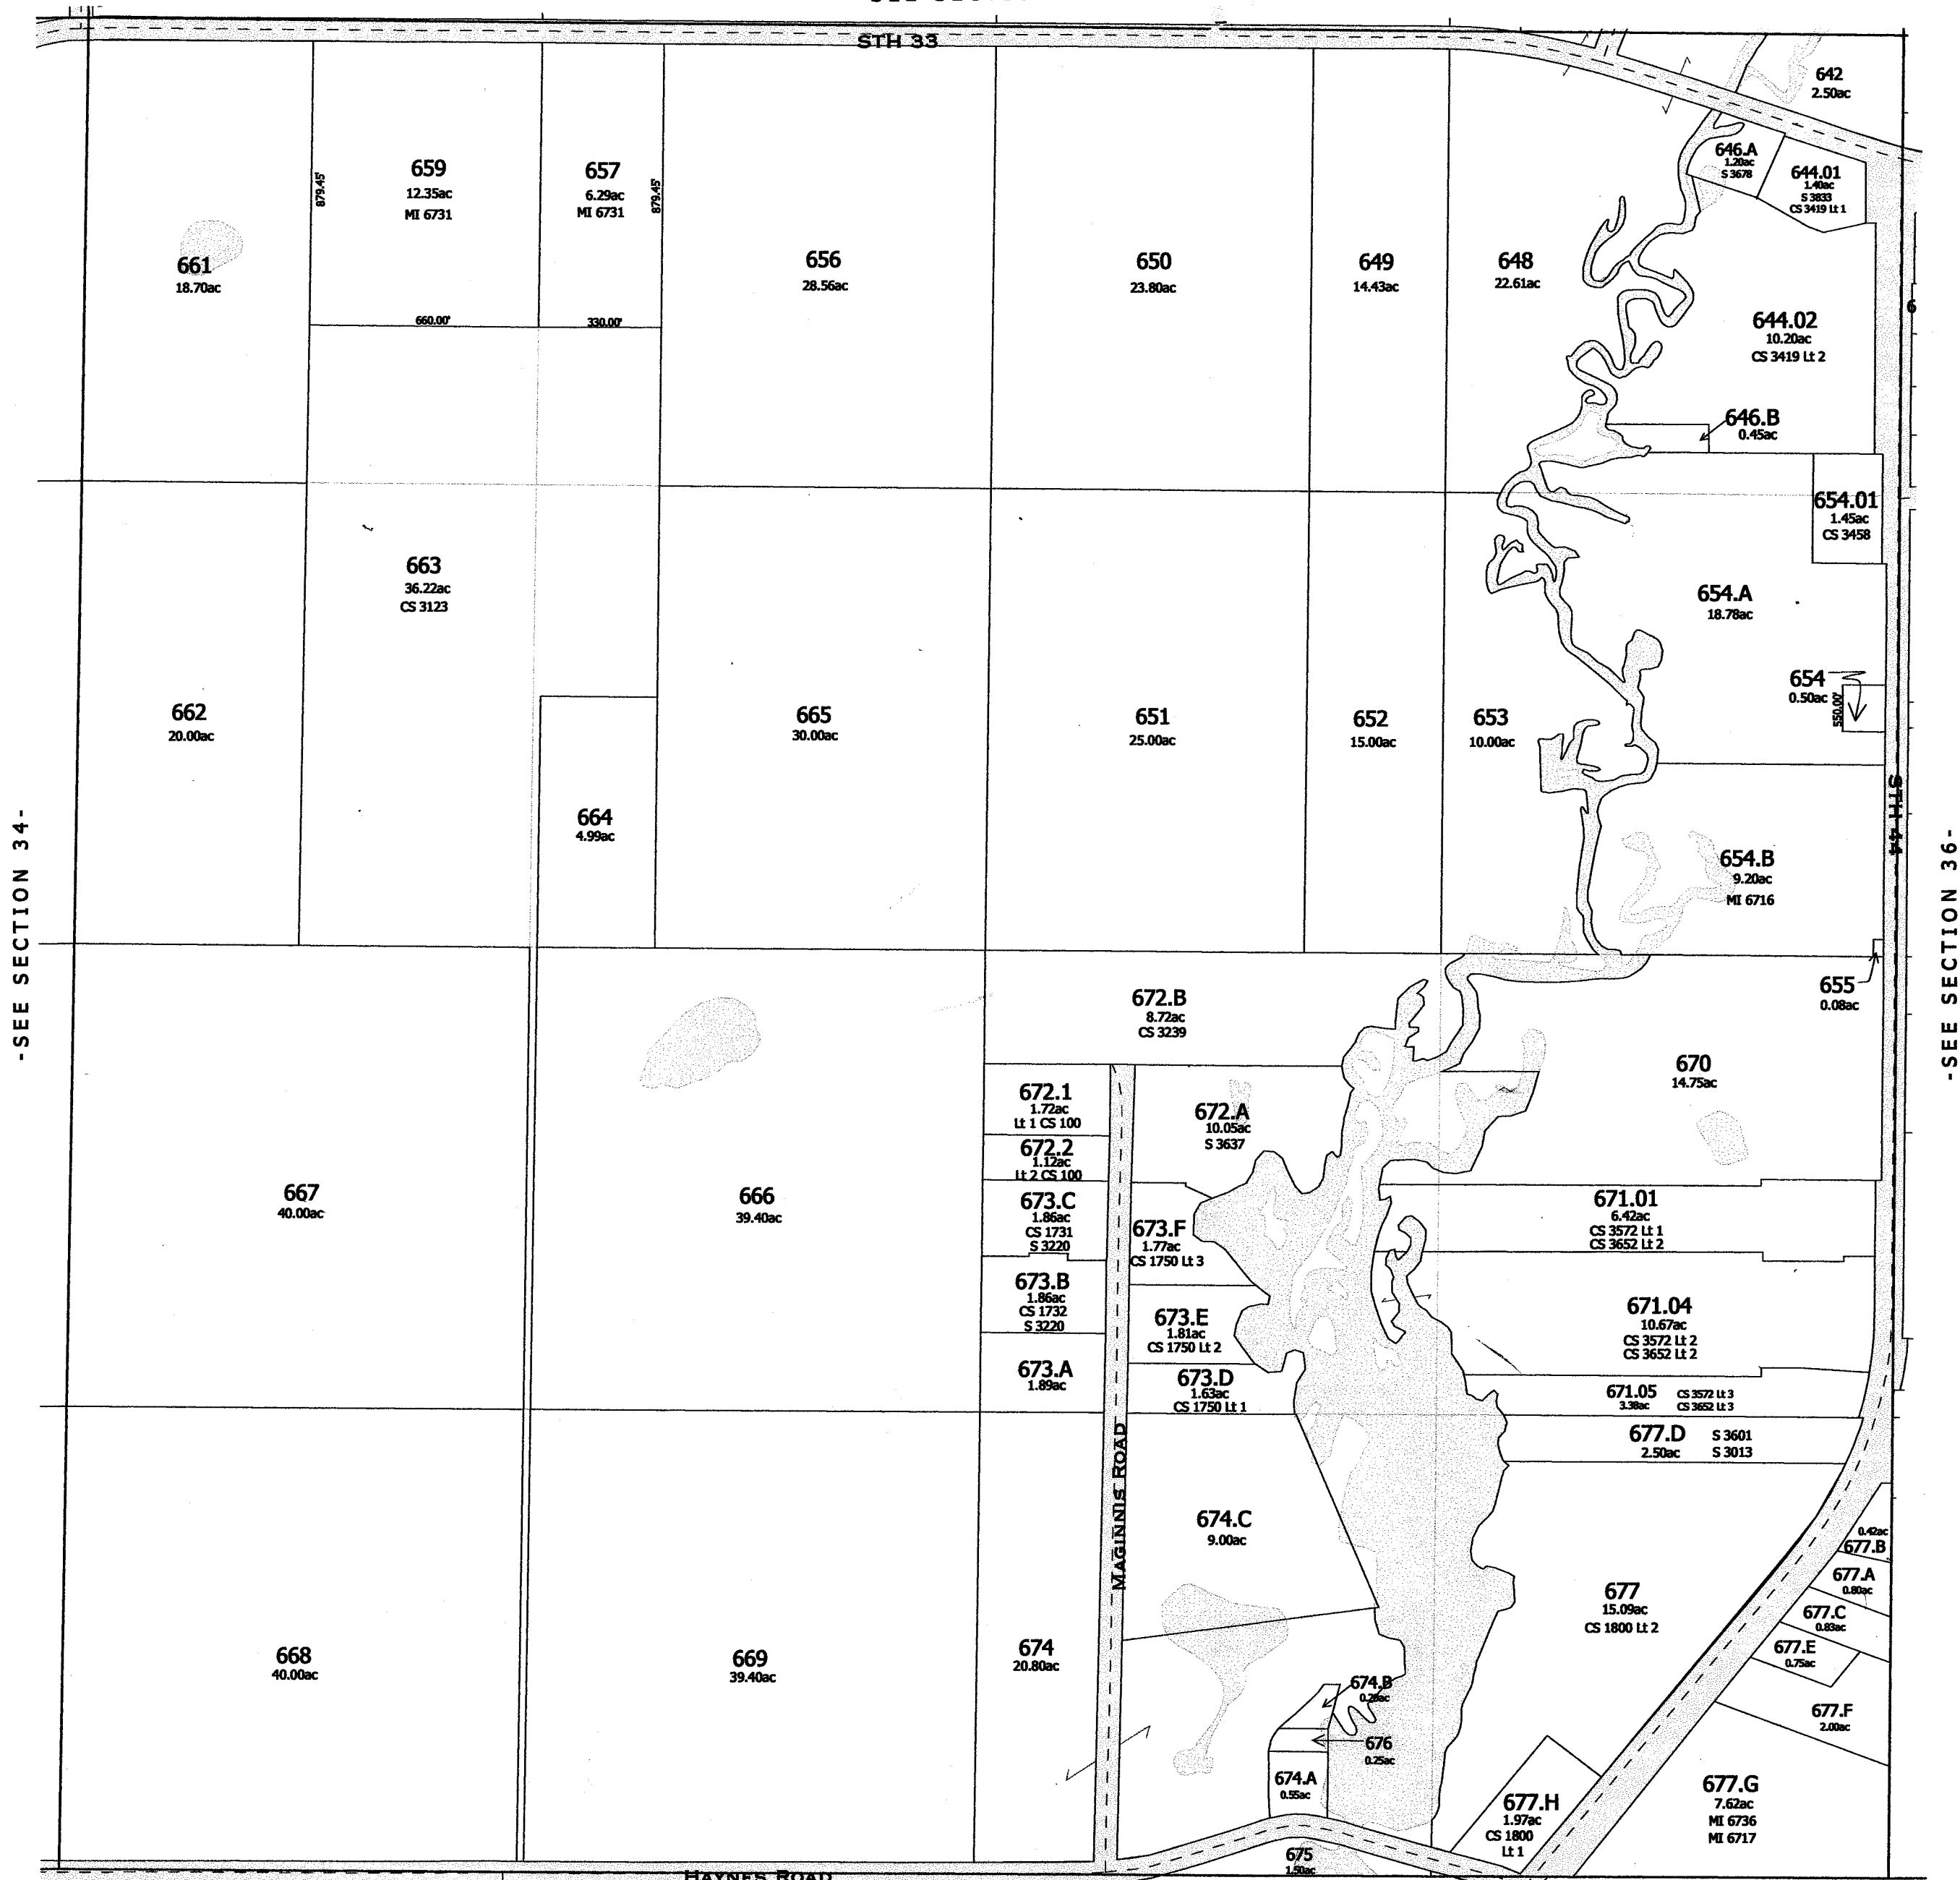 STH 33
642
2.50ac
646.A
1.20ac
S 3678
644.01
1.40ac
S 3833
CS 3419 Lt 1
659
12.35ac
MI 6731
879.45'
657
6.29ac
MI 6731
879.45'
661
18.70ac
656
28.56ac
650
23.80ac
649
14.43ac
648
22.61ac
644.02
10.20ac
CS 3419 Lt 2
6
660.00'
330.00'
646.B
0.45ac
654.01
1.45ac
CS 3458
663
36.22ac
CS 3123
654.A
18.78ac
654
0.50ac
550.00'
662
20.00ac
665
30.00ac
651
25.00ac
652
15.00ac
653
10.00ac
STH 44
664
4.99ac
654.B
9.20ac
MI 6716
-SEE SECTION 34-
-SEE SECTION 36-
655
0.08ac
672.B
8.72ac
CS 3239
670
14.75ac
672.1
1.72ac
Lt 1 CS 100
672.A
10.05ac
S 3637
672.2
1.12ac
Lt 2 CS 100
667
40.00ac
666
39.40ac
673.C
1.86ac
CS 1731
S 3220
673.F
1.77ac
CS 1750 Lt 3
671.01
6.42ac
CS 3572 Lt 1
CS 3652 Lt 2
673.B
1.86ac
CS 1732
S 3220
673.E
1.81ac
CS 1750 Lt 2
671.04
10.67ac
CS 3572 Lt 2
CS 3652 Lt 2
673.A
1.89ac
673.D
1.63ac
CS 1750 Lt 1
671.05 CS 3572 Lt 3
3.38ac CS 3652 Lt 3
677.D S 3601
2.50ac S 3013
MAGINNIS ROAD
674.C
9.00ac
0.42ac
677.B
677.A
0.80ac
677
15.09ac
CS 1800 Lt 2
677.C
0.83ac
677.E
0.75ac
668
40.00ac
669
39.40ac
674
20.80ac
674.B
677.F
2.00ac
676
0.25ac
674.A
0.55ac
677.H
1.97ac
CS 1800
Lt 1
677.G
7.62ac
MI 6736
MI 6717
675
1.50ac
HAYNES ROAD